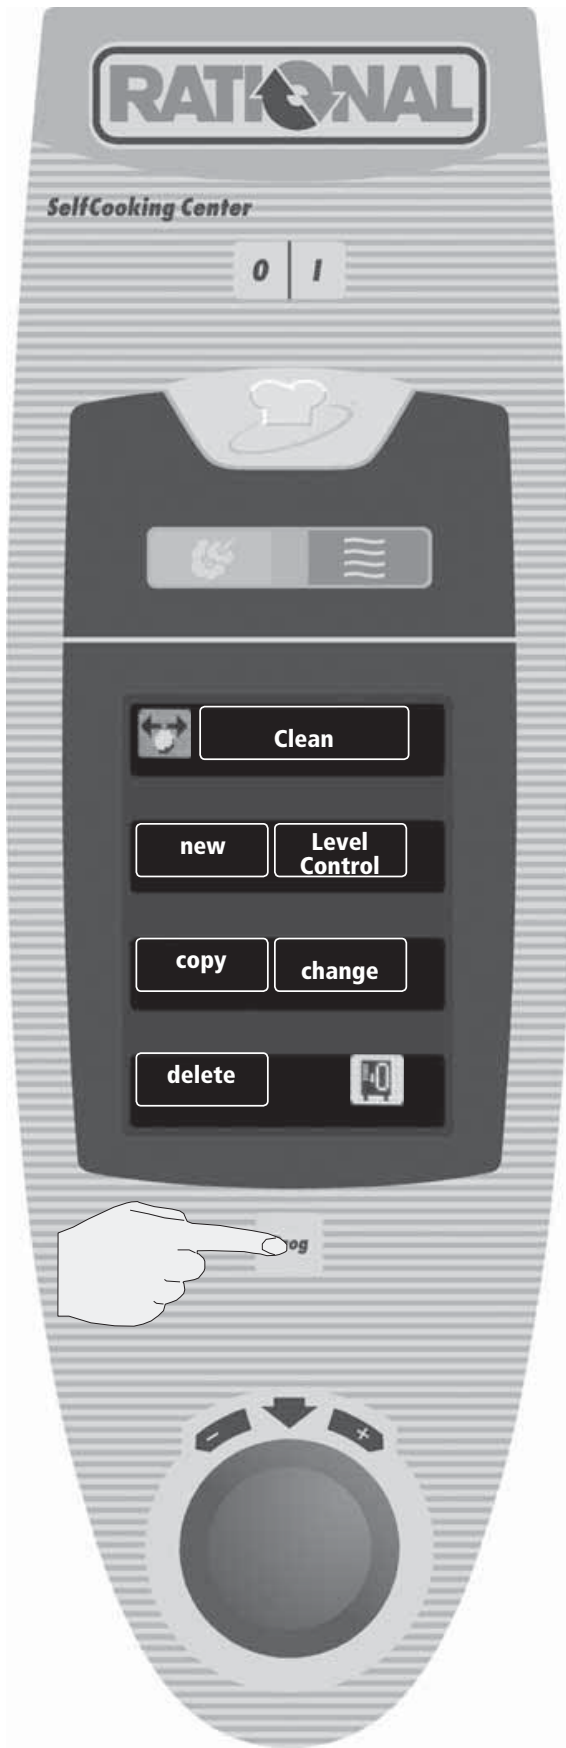 RATIONAL
SelfCooking Center
0 I
Clean
new
Level
Control
copy
change
delete
- +